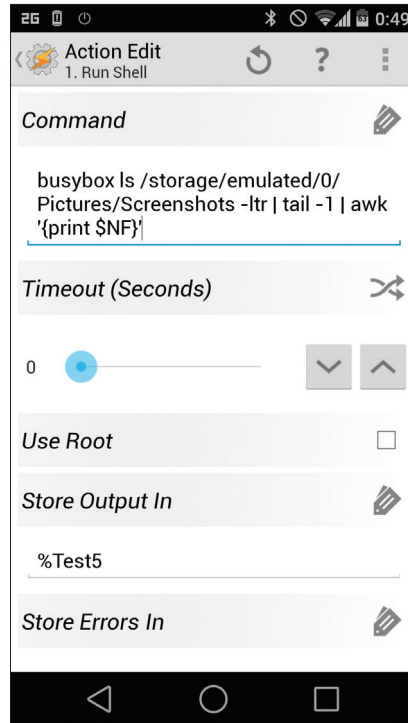 2G 63 0:49
Action Edit
1. Run Shell
?
Command
busybox ls /storage/emulated/0/
Pictures/Screenshots -ltr | tail -1 | awk
'{print $NF}'
Timeout (Seconds)
0
Use Root
Store Output In
%Test5
Store Errors In